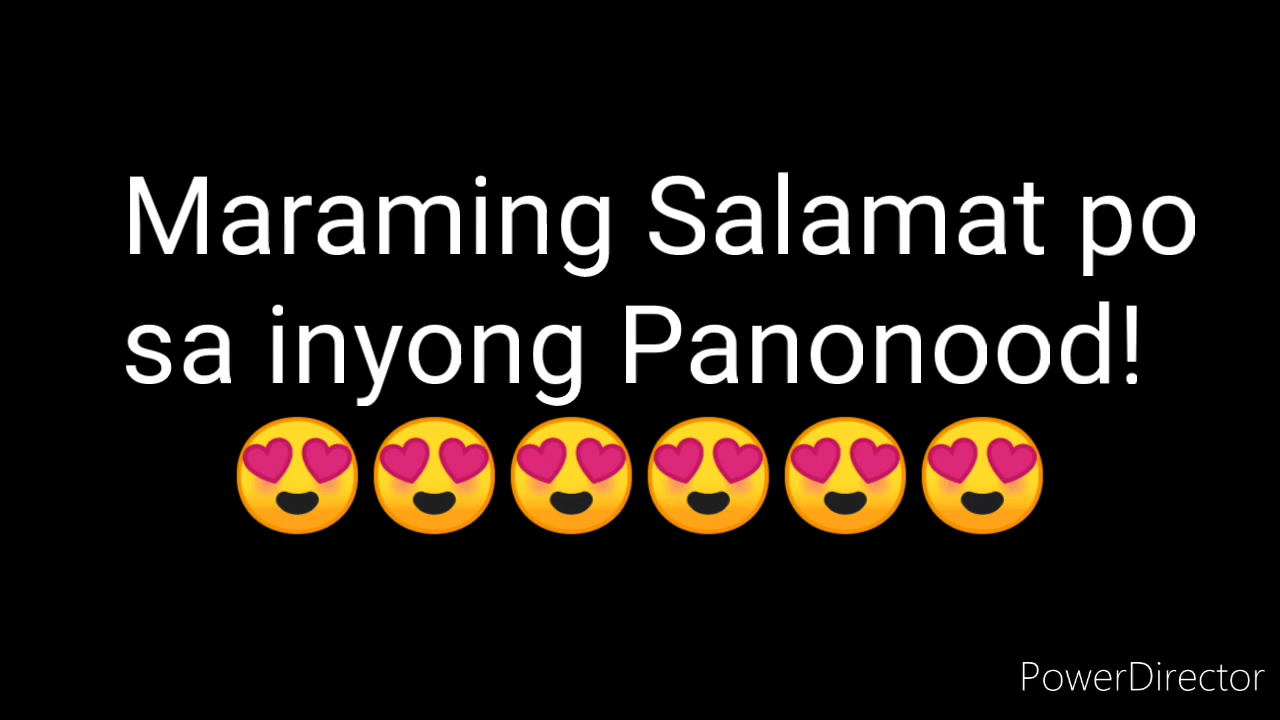 Maraming Salamat po
sa inyong Panonood!
😍😍😍😍😍😍
PowerDirector